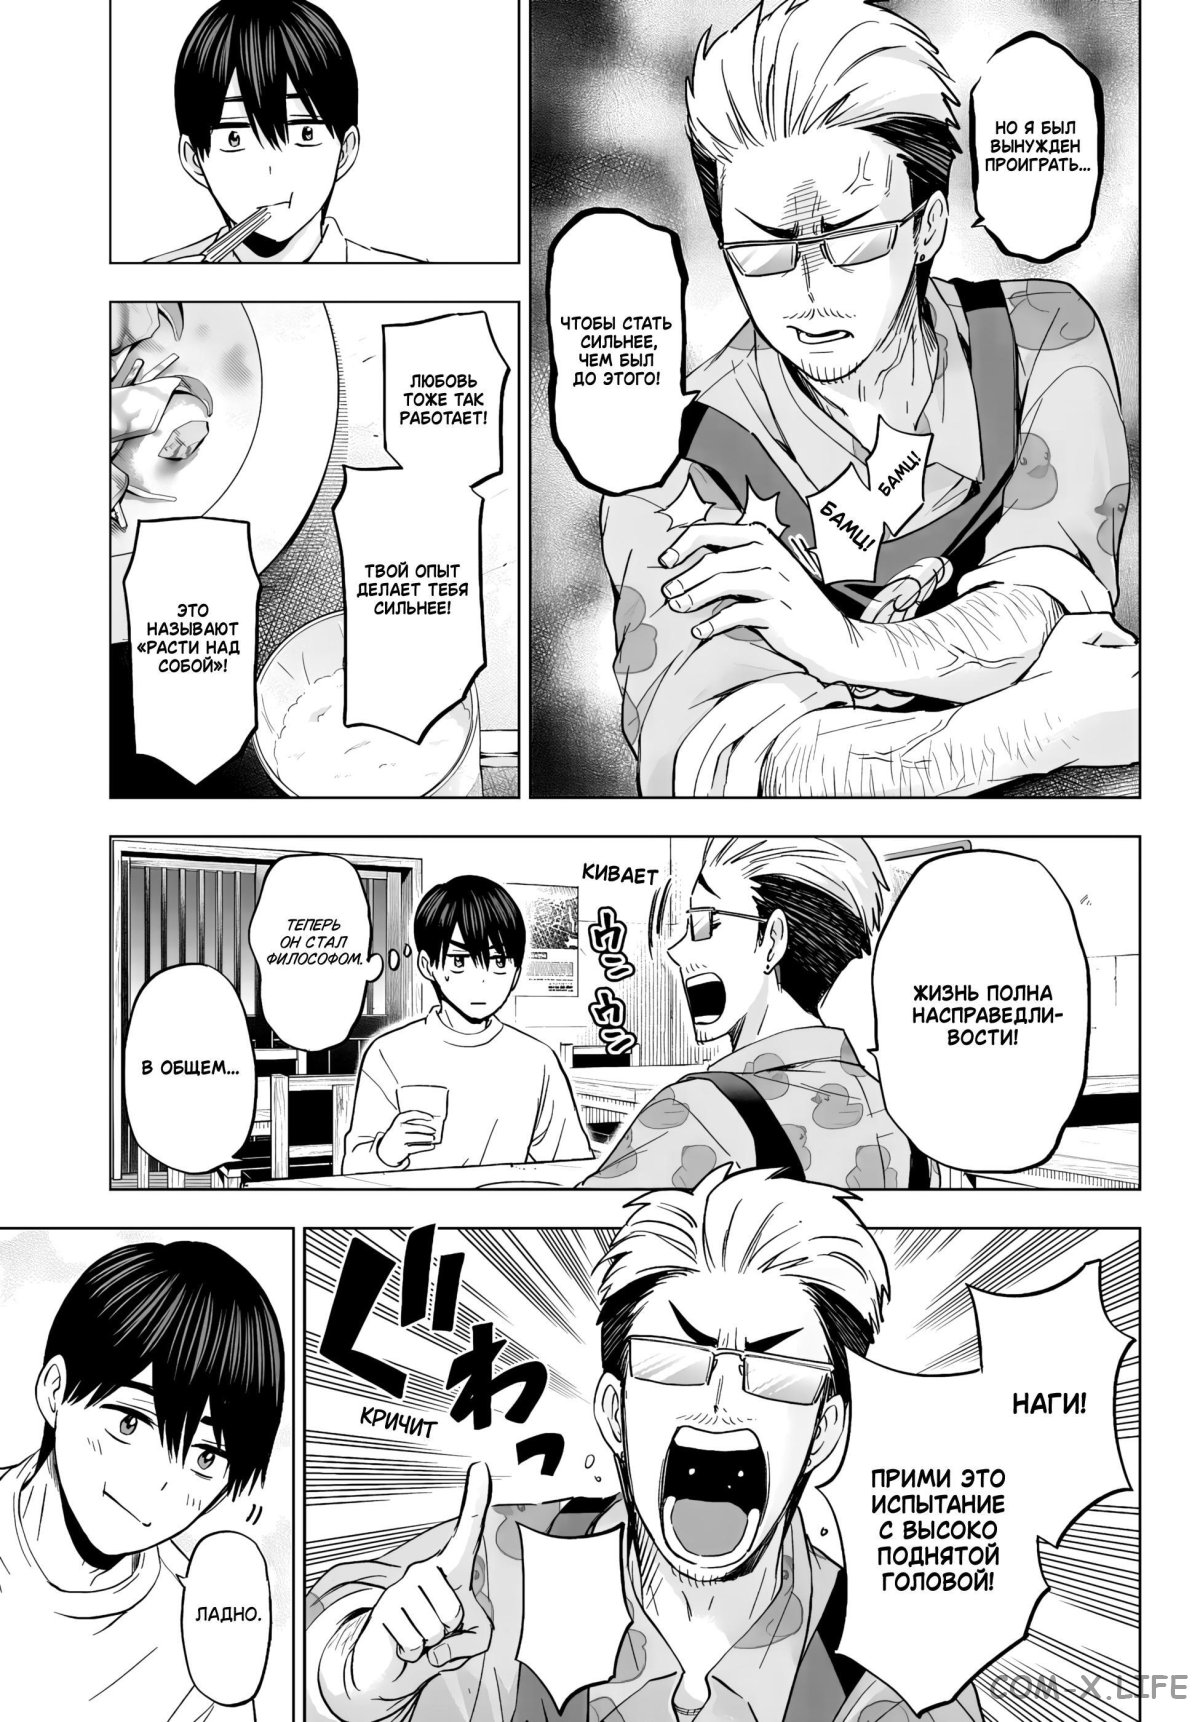 НО Я БЫЛ
ВЫНУЖДЕН
ПРОИГРАТЬ...
ЧТОБЫ СТАТЬ
СИЛЬНЕЕ,
ЧЕМ БЫЛ
ДО ЭТОГО!
БАМЦ!
БАМЦ!
ЛЮБОВЬ
ТОЖЕ ТАК
РАБОТАЕТ!
ТВОЙ ОПЫТ
ДЕЛАЕТ ТЕБЯ
СИЛЬНЕЕ!
ЭТО
НАЗЫВАЮТ
«РАСТИ НАД
СОБОЙ»!
ЖИЗНЬ ПОЛНА
НАСПРАВЕДЛИ-
ВОСТИ!
КИВАЕТ
ウン
ウン
ТЕПЕРЬ
ОН СТАЛ
ФИЛОСОФОМ.
В ОБЩЕМ...
НАГИ!
ПРИМИ ЭТО
ИСПЫТАНИЕ
С ВЫСОКО
ПОДНЯТОЙ
ГОЛОВОЙ!
ぐわっ
КРИЧИТ
ЛАДНО.
COM-X.LIFE